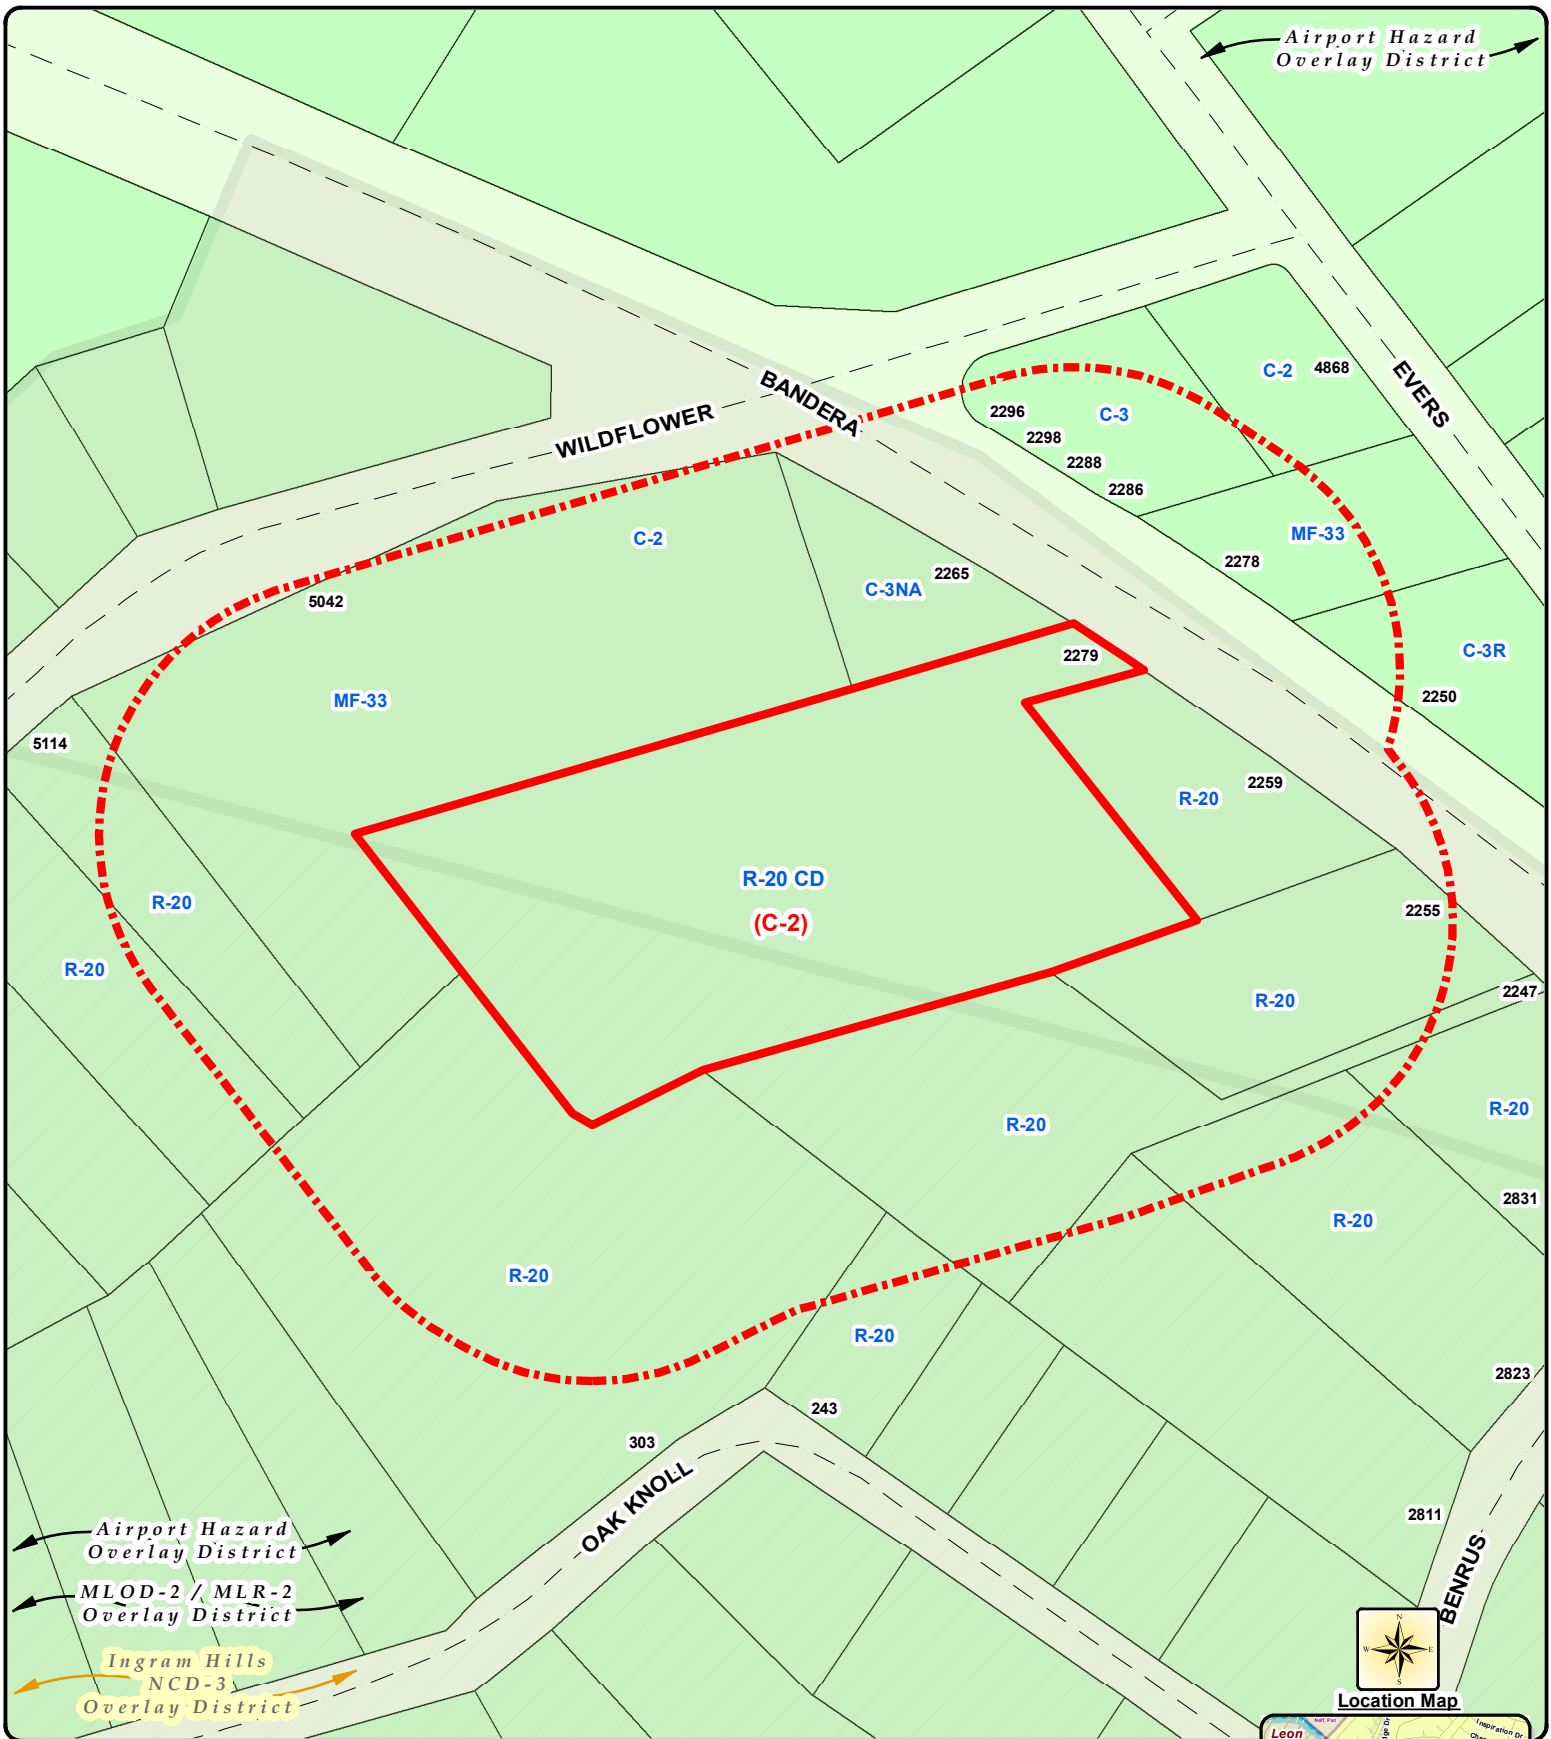 Airport Hazard
Overlay District
C-2
4868
EVERS
BANDERA
WILDFLOWER
2296
C-3
2298
2288
2286
MF-33
2278
C-2
C-3NA
2265
5042
2279
C-3R
2250
MF-33
5114
2259
R-20
R-20 CD
(C-2)
R-20
2255
R-20
R-20
2247
R-20
R-20
2831
R-20
R-20
R-20
2823
243
303
OAK KNOLL
2811
BENRUS
Airport Hazard
Overlay District
MLOD-2 / MLR-2
Overlay District
Ingram Hills
NCD-3
Overlay District
N
W
E
S
Location Map
Leon
Inspiration Dr